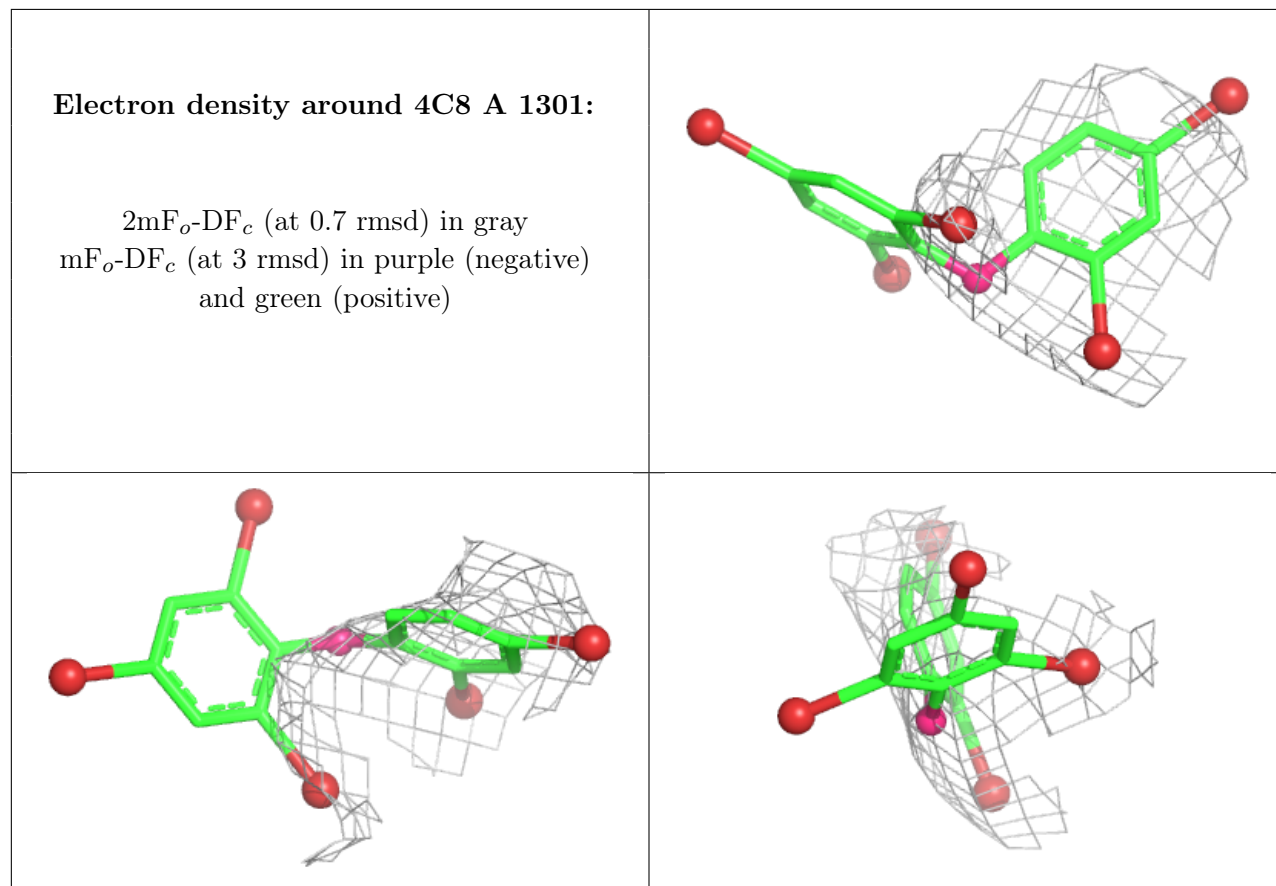 Electron density around 4C8 A 1301:
2mFo-DFc (at 0.7 rmsd) in gray
mFo-DFc (at 3 rmsd) in purple (negative)
and green (positive)